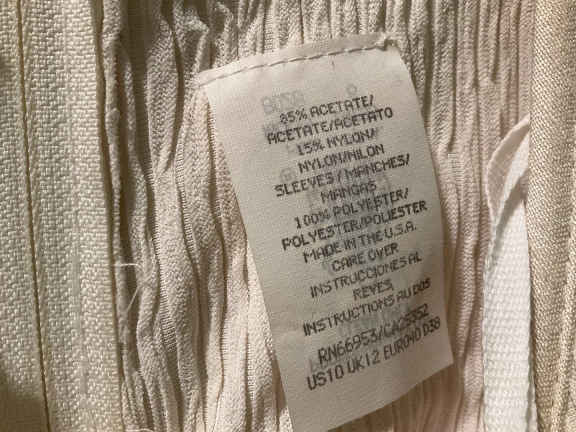 85% ACETATE/
ACETATE/ACETATO
15% NYLON/
NYLON/NILON
SLEEVES / MANCHES/
MANGAS
100% POLYESTER/
POLYESTER/POLIESTER
MADE IN THE U.S.A.
CARE OVER
INSTRUCCIONES AL
REVES
INSTRUCTIONS AU DOS
RN66953/CA25352
US10 UK12 EURO40 D38